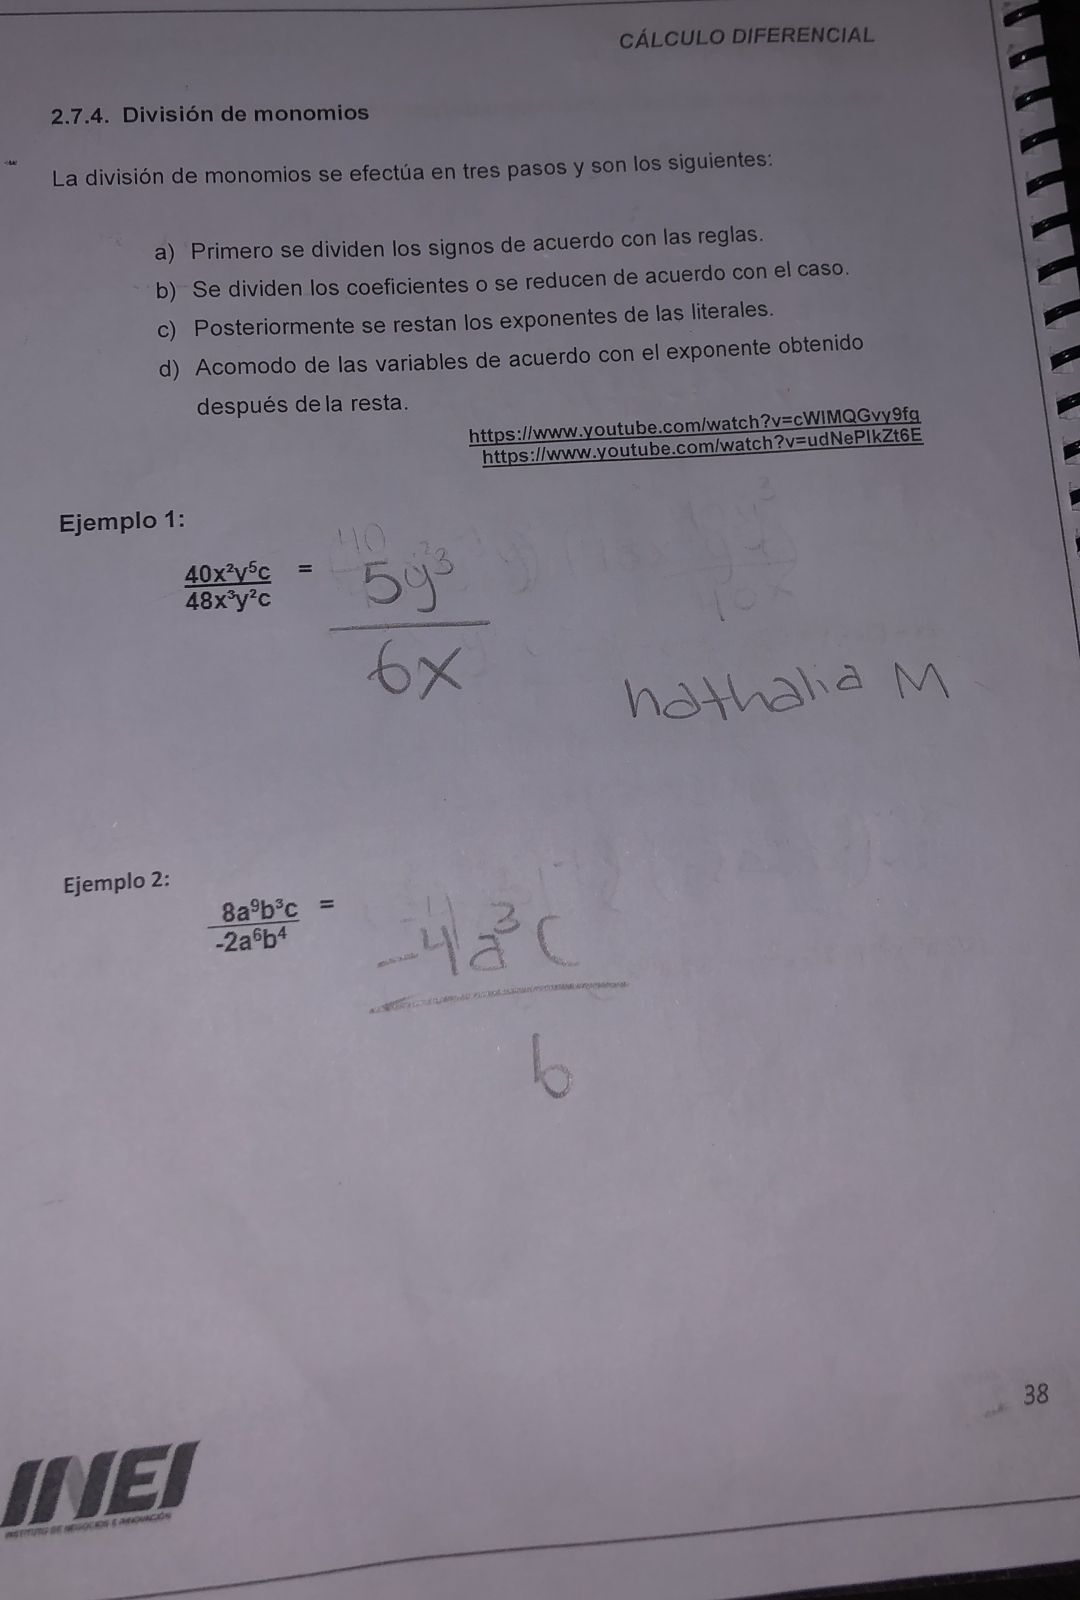 CÁLCULO DIFERENCIAL
2.7.4. División de monomios
La división de monomios se efectúa en tres pasos y son los siguientes:
a) Primero se dividen los signos de acuerdo con las reglas.
b) Se dividen los coeficientes o se reducen de acuerdo con el caso.
c) Posteriormente se restan los exponentes de las literales.
d) Acomodo de las variables de acuerdo con el exponente obtenido
después de la resta.
https://www.youtube.com/watch?v=cWIMQGvy9fg
https://www.youtube.com/watch?v=udNePIkZt6E
Ejemplo 1:
40x²y⁵c =
48x³y²c
5y³
6x
nathalia M
Ejemplo 2:
8a⁹b³c =
-2a⁶b⁴
-4a³c
b
38
INEI
INSTITUTO DE NEGOCIOS E INNOVACIÓN